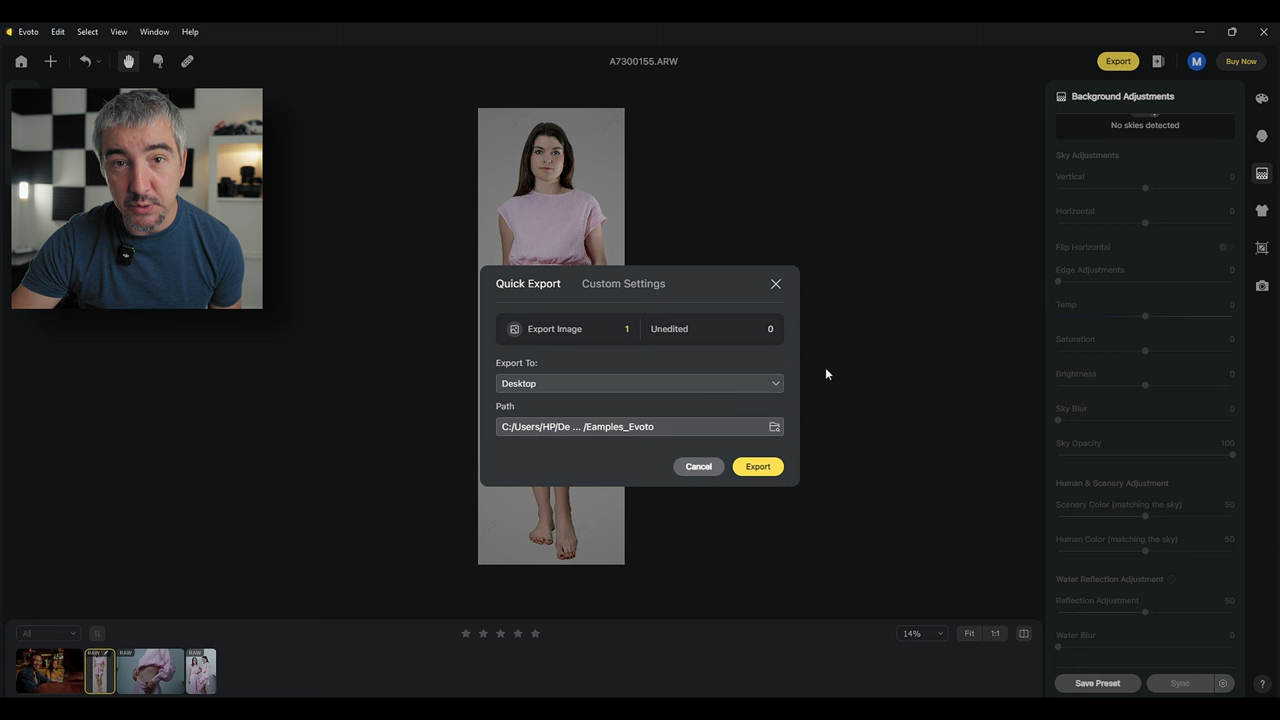 Evoto Edit Select View Window Help
A7300155.ARW
Export
M
Buy Now
Background Adjustments
No skies detected
Sky Adjustments
Vertical 0
Horizontal 0
Flip Horizontal
Edge Adjustments 0
Temp 0
Saturation 0
Brightness 0
Sky Blur 0
Sky Opacity 100
Human & Scenery Adjustment
Scenery Color (matching the sky) 50
Human Color (matching the sky) 50
Water Reflection Adjustment
Reflection Adjustment 50
Water Blur 0
Save Preset Sync
?
Quick Export Custom Settings
Export Image 1 Unedited 0
Export To:
Desktop
Path
C:/Users/HP/De ... /Eamples_Evoto
Cancel Export
All
14% Fit 1:1
RAW RAW RAW